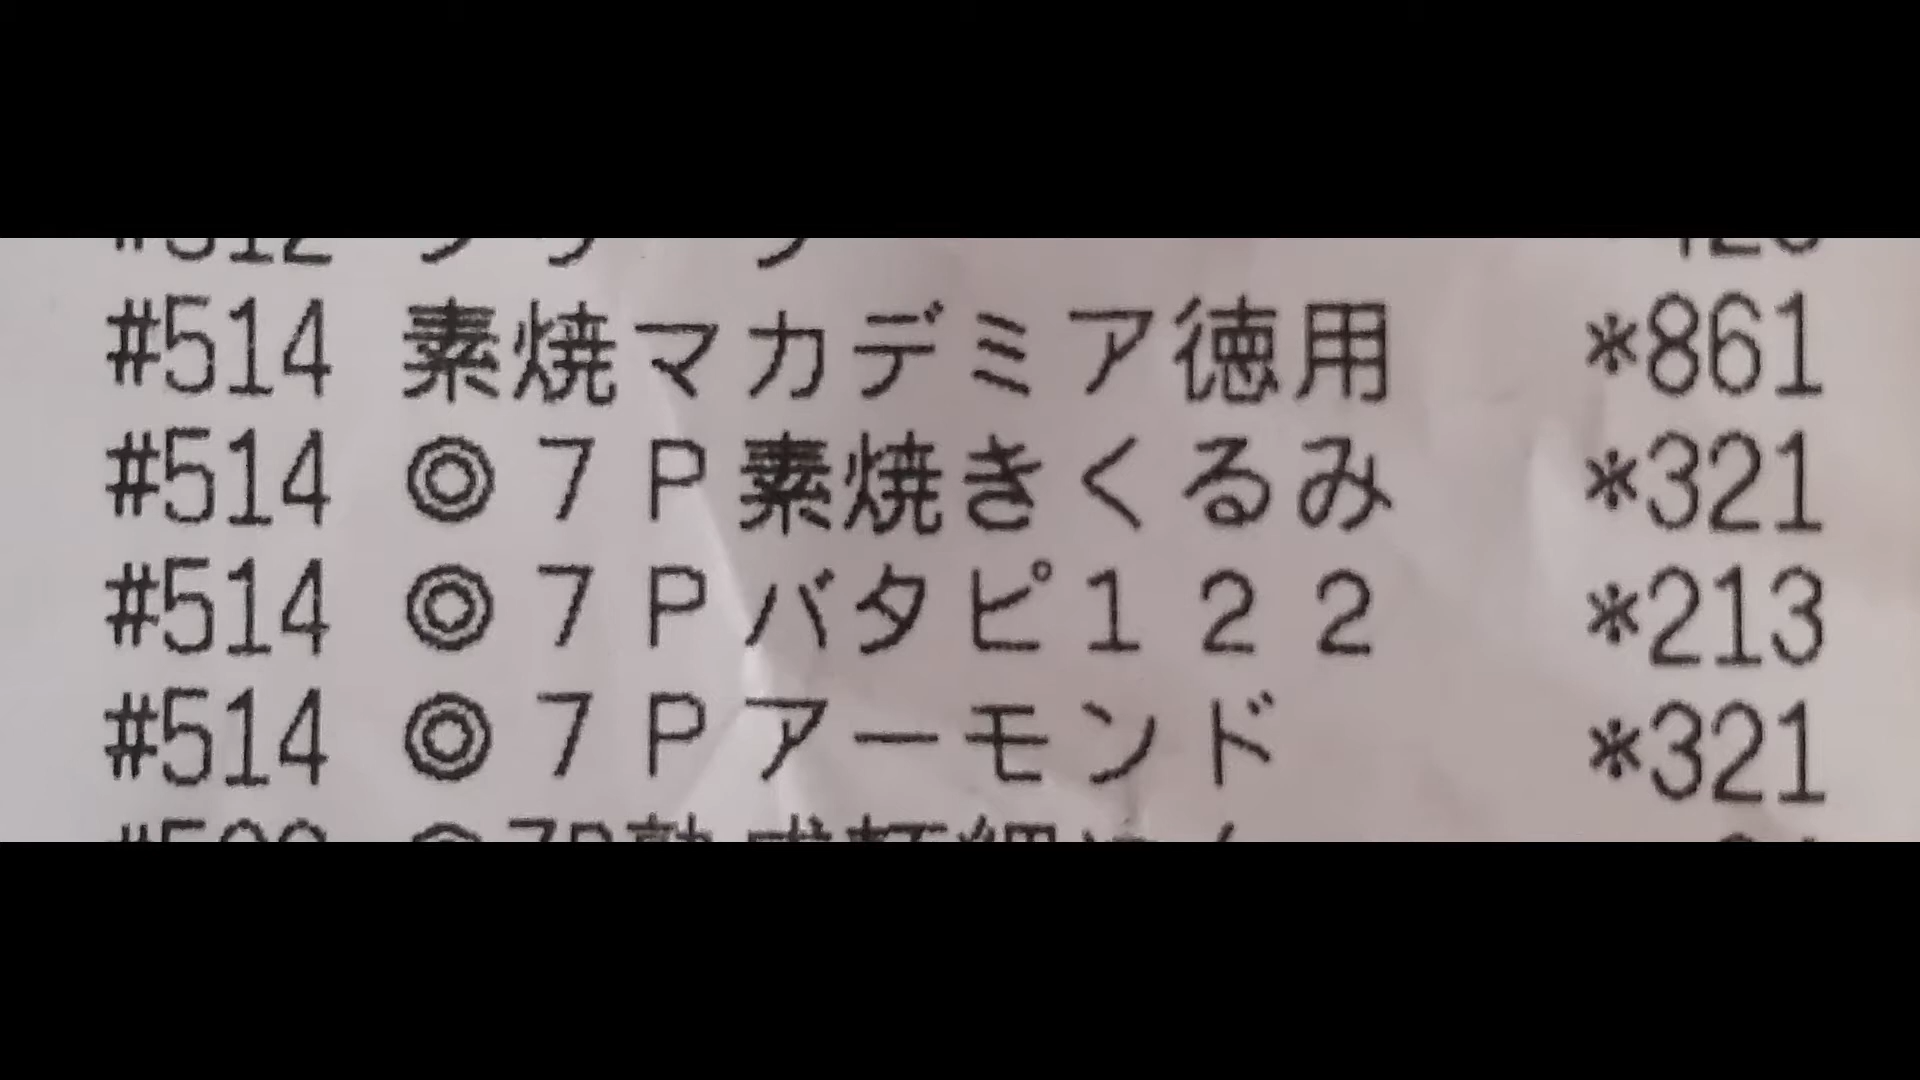 #514 素焼マカデミア徳用 *861
#514 ◎７Ｐ素焼きくるみ *321
#514 ◎７Ｐバタピ１２２ *213
#514 ◎７Ｐアーモンド *321